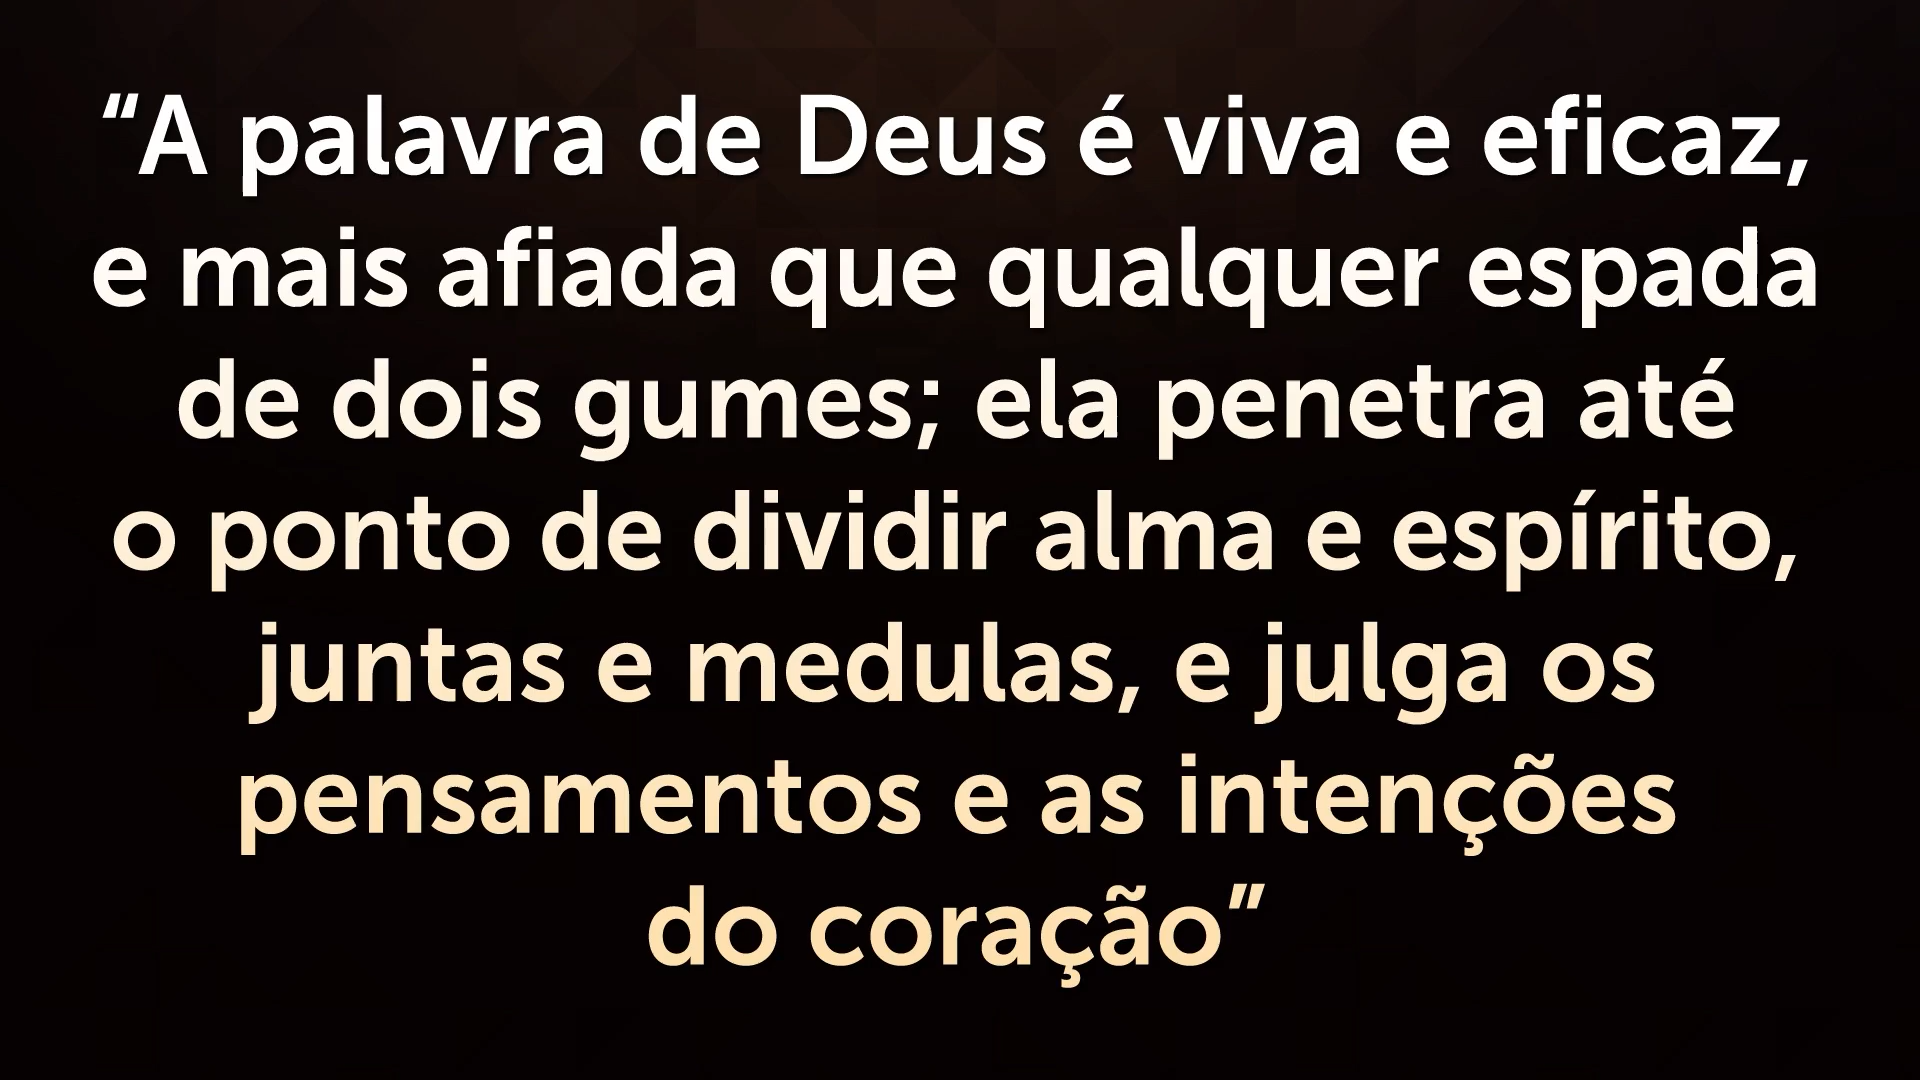 “A palavra de Deus é viva e eficaz,
e mais afiada que qualquer espada
de dois gumes; ela penetra até
o ponto de dividir alma e espírito,
juntas e medulas, e julga os
pensamentos e as intenções
do coração”